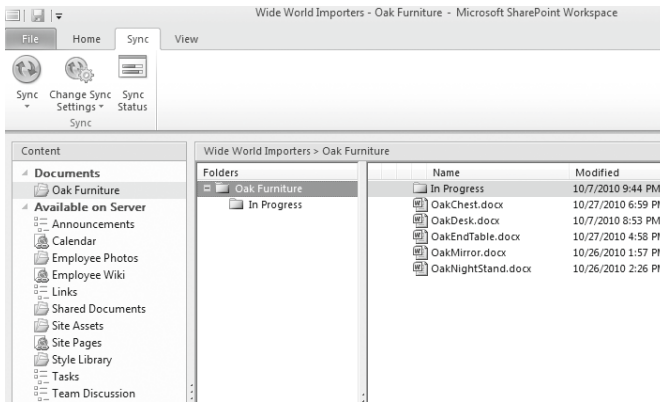 Wide World Importers - Oak Furniture - Microsoft SharePoint Workspace
File Home Sync View
Sync Change Sync Settings Sync Status
Sync
Content
Documents
Oak Furniture
Available on Server
Announcements
Calendar
Employee Photos
Employee Wiki
Links
Shared Documents
Site Assets
Site Pages
Style Library
Tasks
Team Discussion
Wide World Importers > Oak Furniture
Folders
Oak Furniture
In Progress
Name Modified
In Progress 10/7/2010 9:44 PM
OakChest.docx 10/27/2010 6:59 PM
OakDesk.docx 10/7/2010 8:53 PM
OakEndTable.docx 10/27/2010 4:58 PM
OakMirror.docx 10/26/2010 1:57 PM
OakNightStand.docx 10/26/2010 2:26 PM